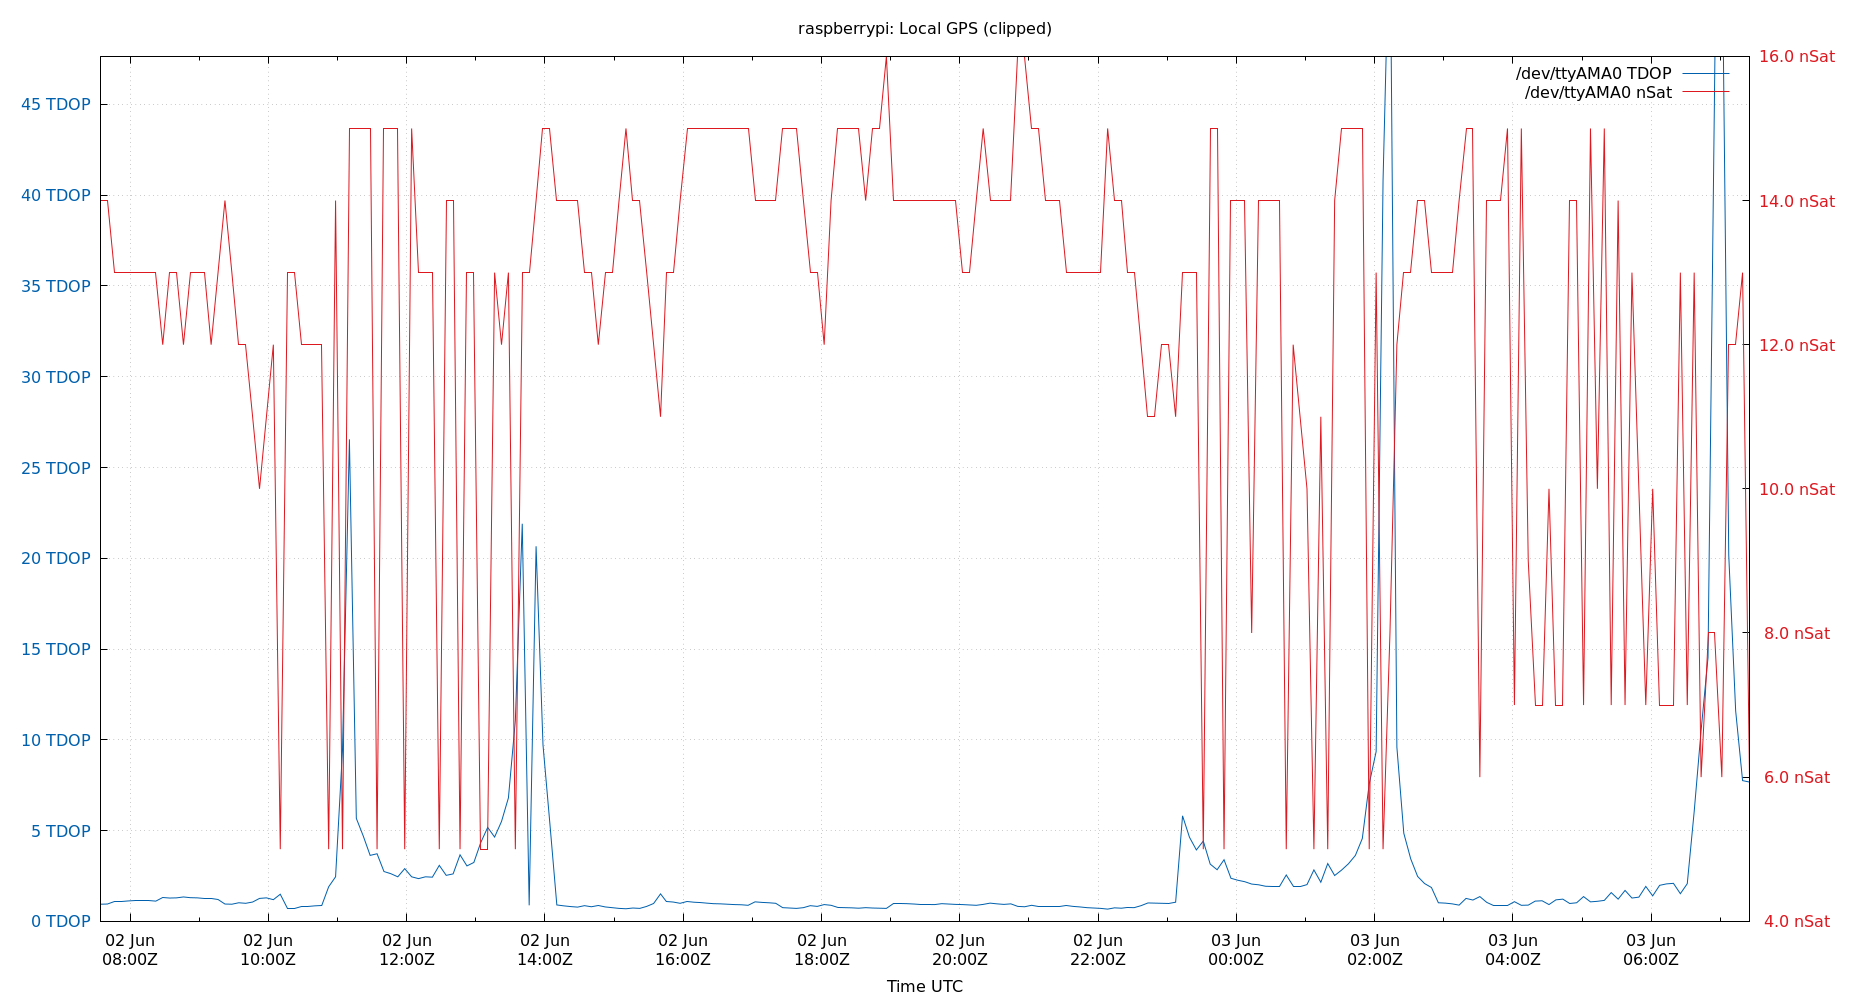 raspberrypi: Local GPS (clipped)
/dev/ttyAMA0 TDOP
/dev/ttyAMA0 nSat
45 TDOP
40 TDOP
35 TDOP
30 TDOP
25 TDOP
20 TDOP
15 TDOP
10 TDOP
5 TDOP
0 TDOP
16.0 nSat
14.0 nSat
12.0 nSat
10.0 nSat
8.0 nSat
6.0 nSat
4.0 nSat
02 Jun
08:00Z
02 Jun
10:00Z
02 Jun
12:00Z
02 Jun
14:00Z
02 Jun
16:00Z
02 Jun
18:00Z
02 Jun
20:00Z
02 Jun
22:00Z
03 Jun
00:00Z
03 Jun
02:00Z
03 Jun
04:00Z
03 Jun
06:00Z
Time UTC